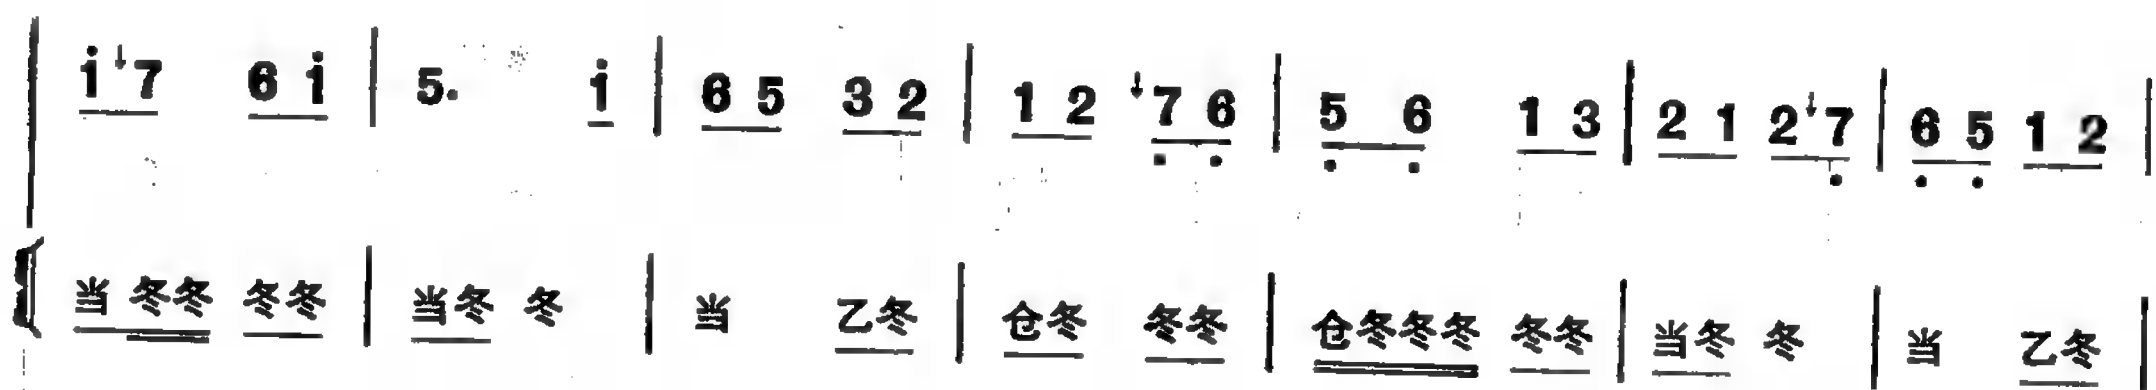 | i̇ ↓7 6 i̇ | 5. i̇ | 6 5 3 2 | 1 2 ↓7̣ 6̣ | 5̣ 6̣ 1 3 | 2 1 2 ↓7̣ | 6̣ 5̣ 1 2 |
当 冬冬 冬冬 | 当冬 冬 | 当 乙冬 | 仓冬 冬冬 | 仓冬冬冬 冬冬 | 当冬 冬 | 当 乙冬 |